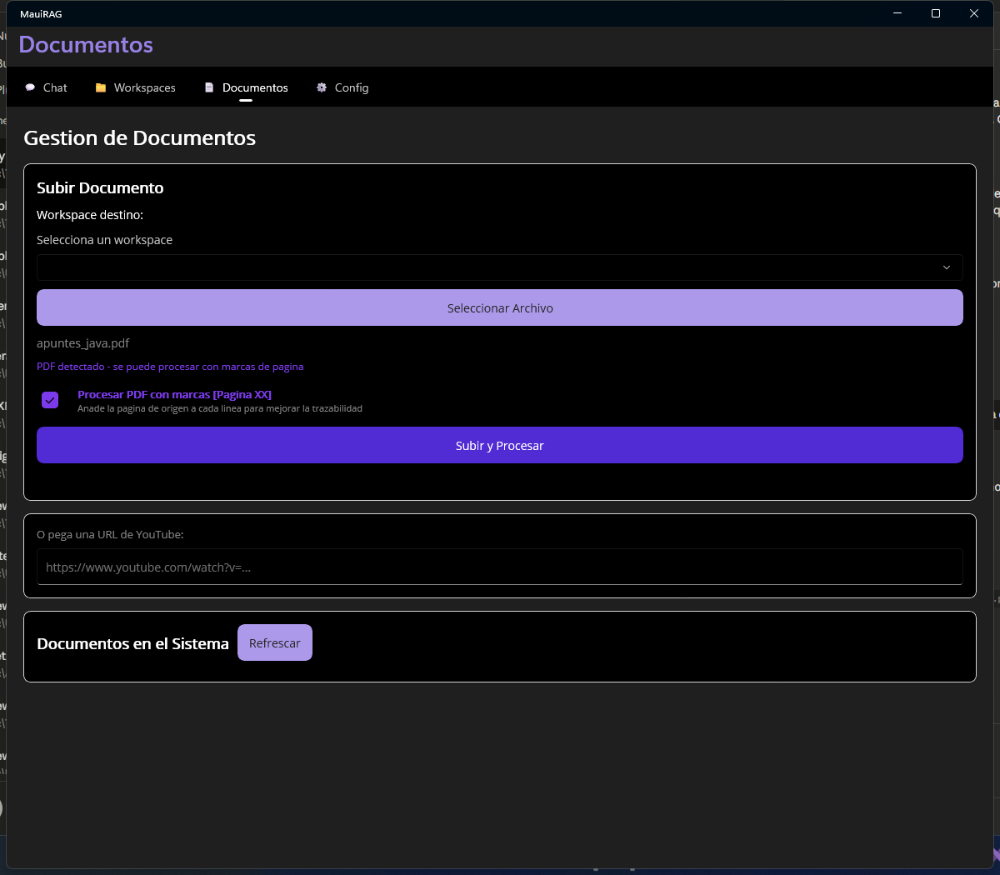 MauiRAG
Documentos
Chat
Workspaces
Documentos
Config
Gestion de Documentos
Subir Documento
Workspace destino:
Selecciona un workspace
Seleccionar Archivo
apuntes_java.pdf
PDF detectado - se puede procesar con marcas de pagina
Procesar PDF con marcas [Pagina XX]
Anade la pagina de origen a cada linea para mejorar la trazabilidad
Subir y Procesar
O pega una URL de YouTube:
https://www.youtube.com/watch?v=...
Documentos en el Sistema
Refrescar